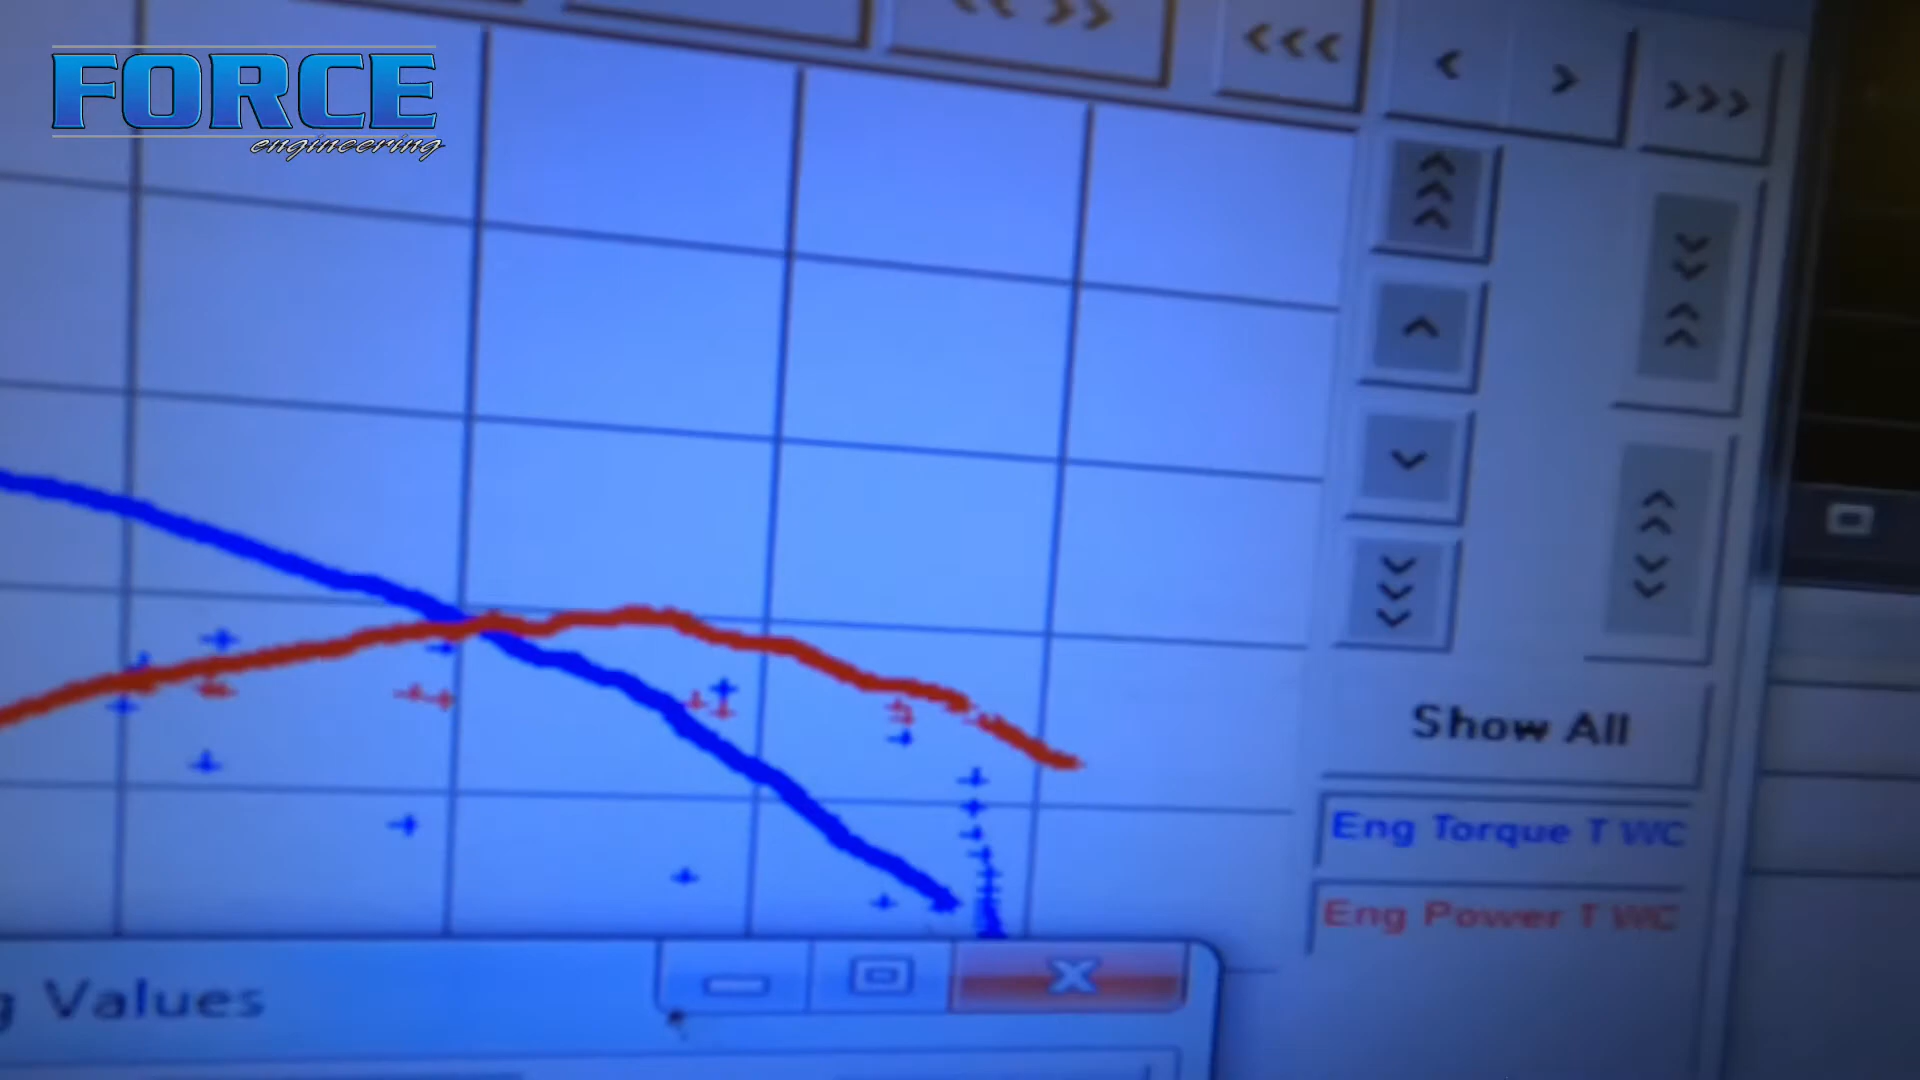 FORCE
engineering
<< >>
<<<
<
>
>>>
Show All
Eng Torque T WC
Eng Power T WC
g Values